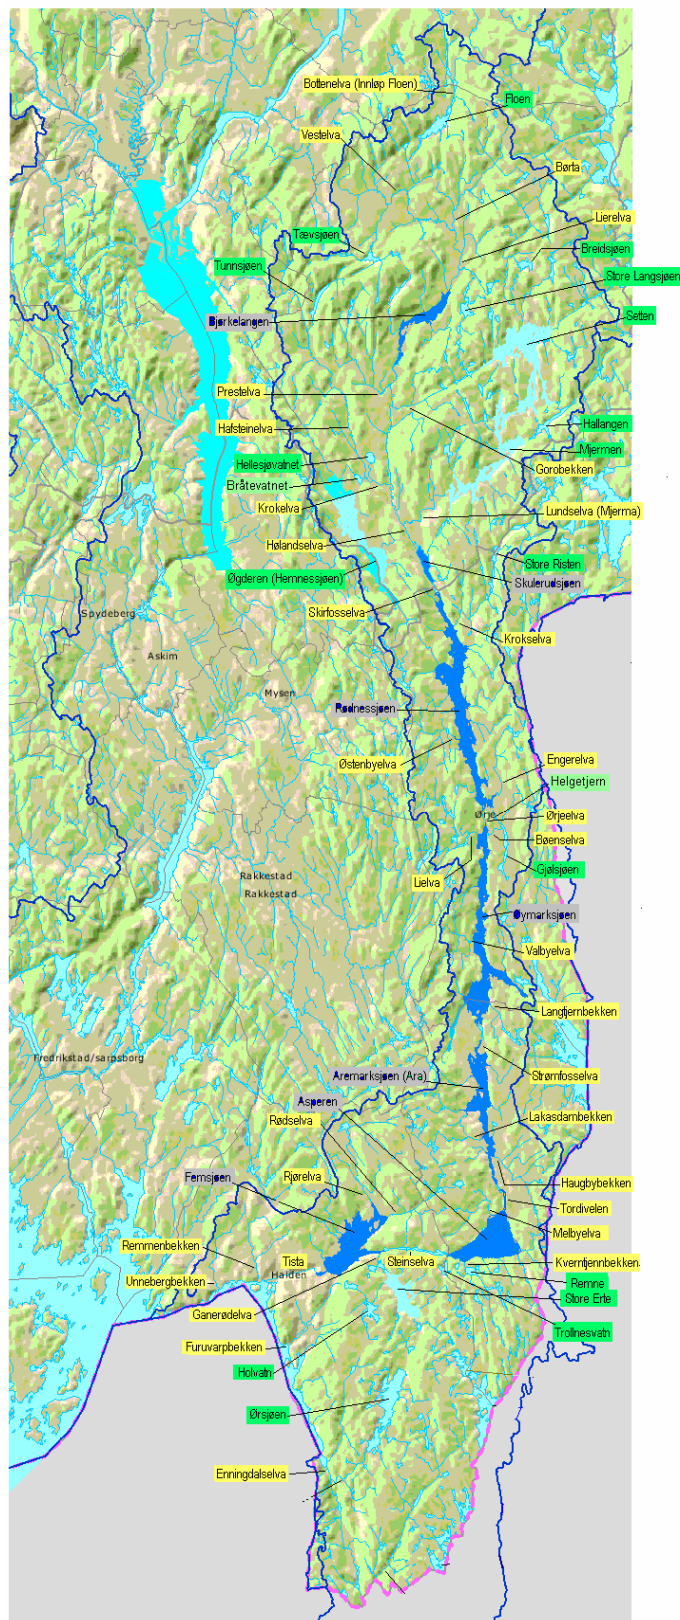 Bottenelva (Innløp Floen)
Floen
Vestelva
Børta
Lierelva
Tævsjøen
Breidsjøen
Tunnsjøen
Store Langsjøen
Setten
Bjørkelangen
Prestelva
Hafsteinelva
Hallangen
Mjermen
Hellesjøvatnet
Gorobekken
Bråtevatnet
Krokelva
Lundselva (Mjerma)
Hølandselva
Store Risten
Øgderen (Hemnessjøen)
Skulerudsjøen
Skirfosselva
Spydeberg
Krokselva
Askim
Mysen
Rødnessjøen
Østenbyelva
Engerelva
Helgetjern
Ørje
Ørjeelva
Bøenselva
Gjølsjøen
Rakkestad
Lielva
Rakkestad
Øymarksjøen
Valbyelva
Langtjernbekken
Fredrikstad/sarpsborg
Strømfosselva
Aremarksjøen (Ara)
Asperen
Rødselva
Lakasdambekken
Femsjøen
Rjørelva
Haugbybekken
Tordivelen
Melbyelva
Remmenbekken
Tista
Steinselva
Kverntjennbekken
Halden
Unnebergbekken
Remne
Store Erte
Ganerødelva
Trollnesvatn
Furuvarpbekken
Holvatn
Ørsjøen
Enningdalselva